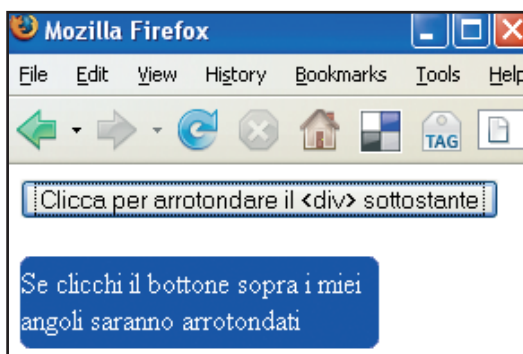 Mozilla Firefox
File Edit View History Bookmarks Tools Help
TAG
Clicca per arrotondare il <div> sottostante
Se clicchi il bottone sopra i miei
angoli saranno arrotondati